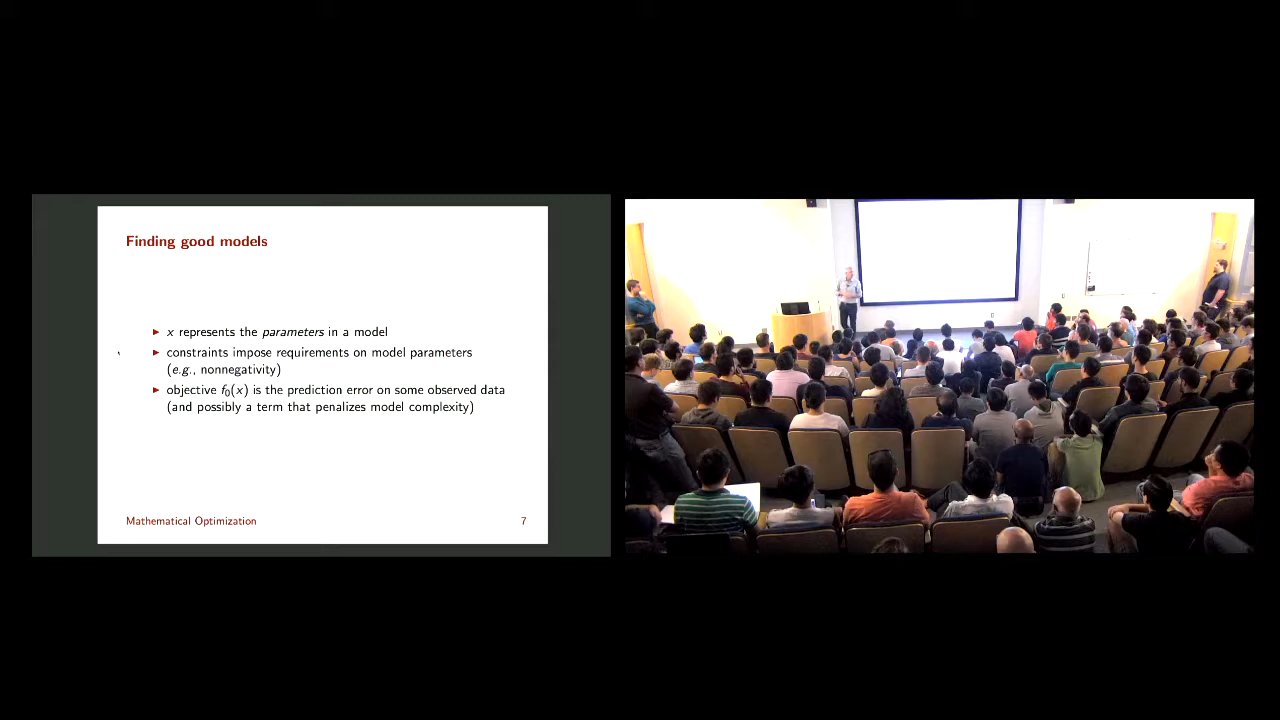 Finding good models
▶ x represents the parameters in a model
▶ constraints impose requirements on model parameters
(e.g., nonnegativity)
▶ objective f₀(x) is the prediction error on some observed data
(and possibly a term that penalizes model complexity)
Mathematical Optimization 7